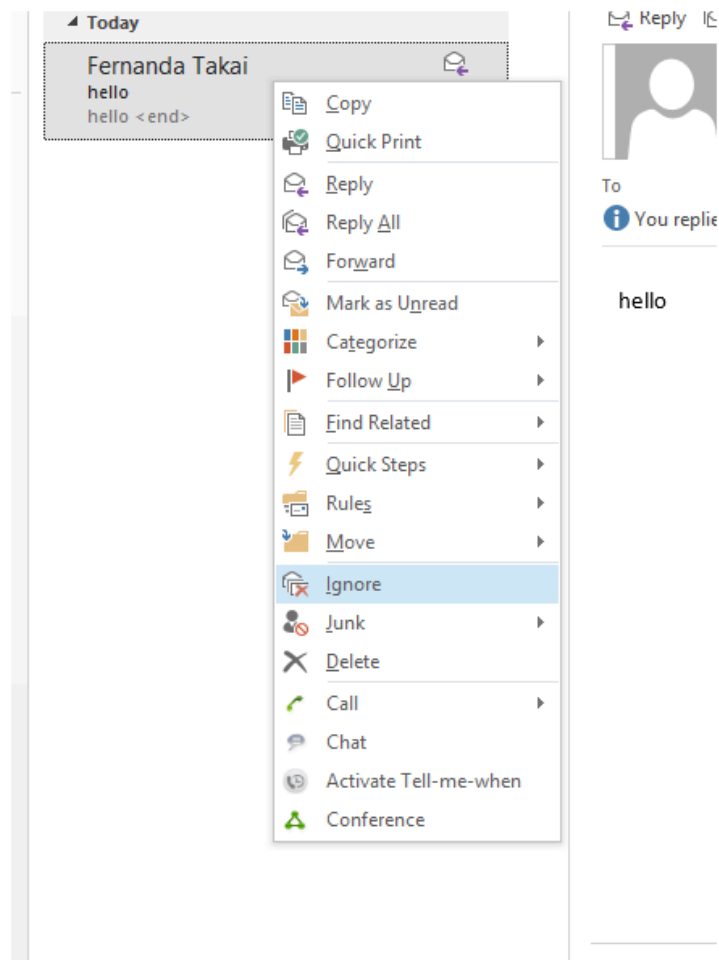 Today
Fernanda Takai
hello
hello <end>
Copy
Quick Print
Reply
Reply All
Forward
Mark as Unread
Categorize
Follow Up
Find Related
Quick Steps
Rules
Move
Ignore
Junk
Delete
Call
Chat
Activate Tell-me-when
Conference
Reply
To
You replie
hello